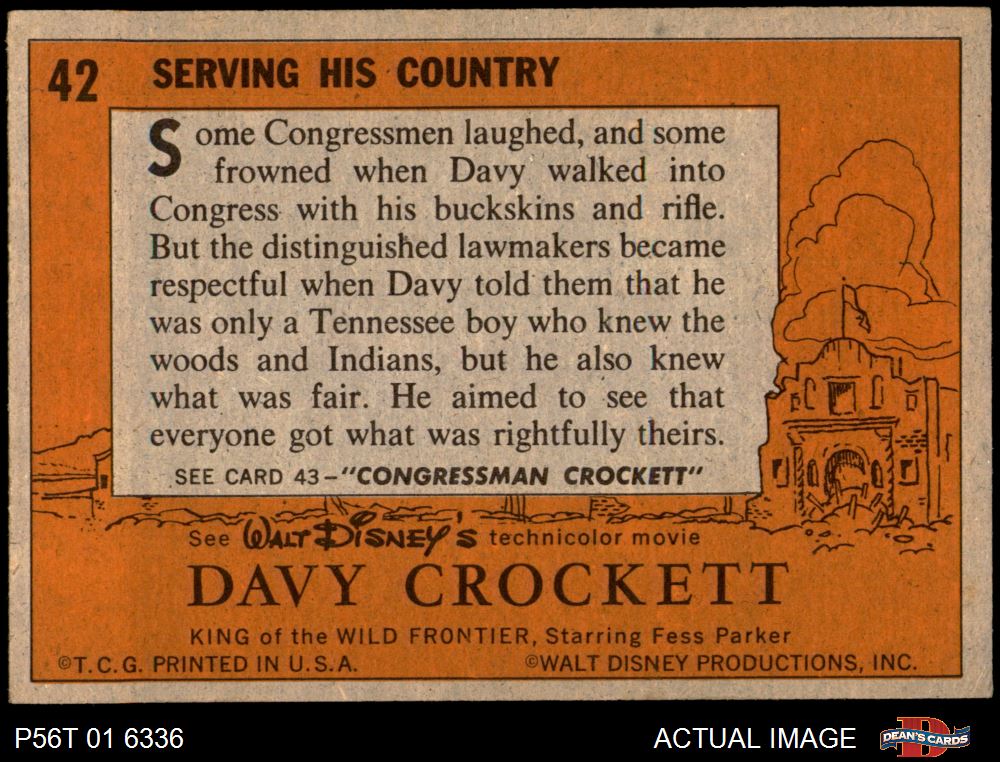 42 SERVING HIS COUNTRY
Some Congressmen laughed, and some
frowned when Davy walked into
Congress with his buckskins and rifle.
But the distinguished lawmakers became
respectful when Davy told them that he
was only a Tennessee boy who knew the
woods and Indians, but he also knew
what was fair. He aimed to see that
everyone got what was rightfully theirs.
SEE CARD 43-"CONGRESSMAN CROCKETT"
See WALT DISNEY'S technicolor movie
DAVY CROCKETT
KING of the WILD FRONTIER, Starring Fess Parker
©T.C.G. PRINTED IN U.S.A. ©WALT DISNEY PRODUCTIONS, INC.
P56T 01 6336 ACTUAL IMAGE D DEAN'S CARDS